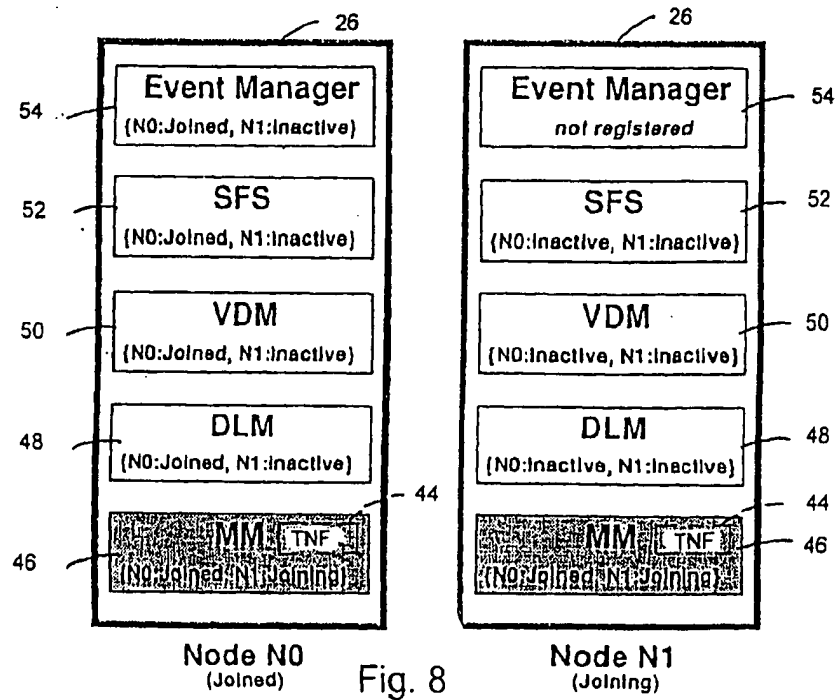 26
Event Manager
54
{N0:Joined, N1:Inactive}
SFS
52
{N0:Joined, N1:Inactive}
VDM
50
{N0:Joined, N1:Inactive}
DLM
48
{N0:Joined, N1:Inactive}
44
MM TNF
46
{N0:Joined, N1:Joining}
Node N0
(Joined)
26
Event Manager
54
not registered
SFS
52
{N0:Inactive, N1:Inactive}
VDM
50
{N0:Inactive, N1:Inactive}
DLM
48
{N0:Inactive, N1:Inactive}
44
MM TNF
46
{N0:Joined, N1:Joining}
Node N1
(Joining)
Fig. 8